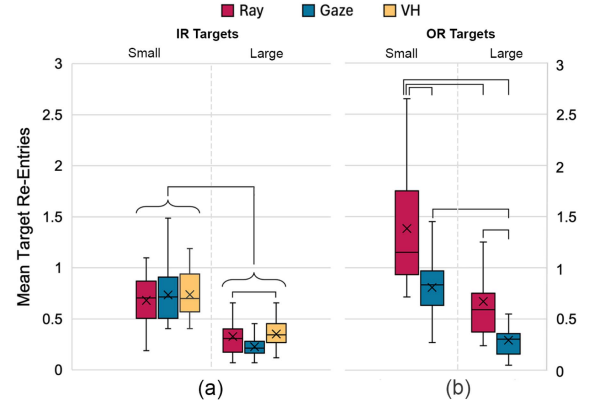 Ray Gaze VH
IR Targets OR Targets
Small Large Small Large
Mean Target Re-Entries
3 3
2.5 2.5
2 2
1.5 1.5
1 1
0.5 0.5
0 0
(a) (b)